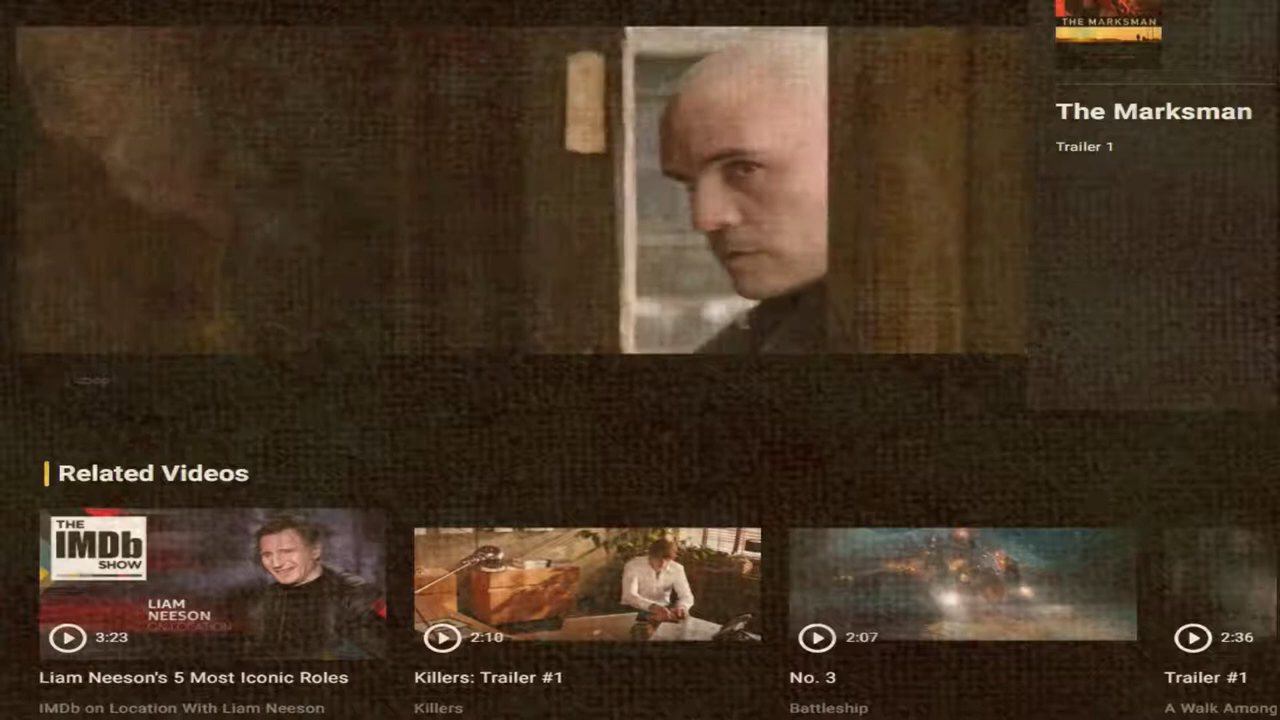 THE MARKSMAN
The Marksman
Trailer 1
Related Videos
THE
IMDb
SHOW
LIAM
NEESON
ON LOCATION
3:23
2:10
2:07
2:36
Liam Neeson's 5 Most Iconic Roles
Killers: Trailer #1
No. 3
Trailer #1
IMDb on Location With Liam Neeson
Killers
Battleship
A Walk Among